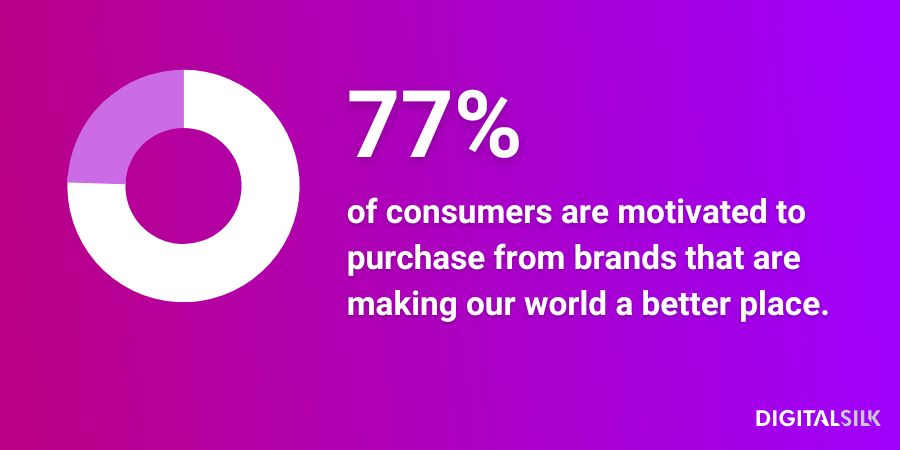 77%
of consumers are motivated to
purchase from brands that are
making our world a better place.
DIGITALSILK